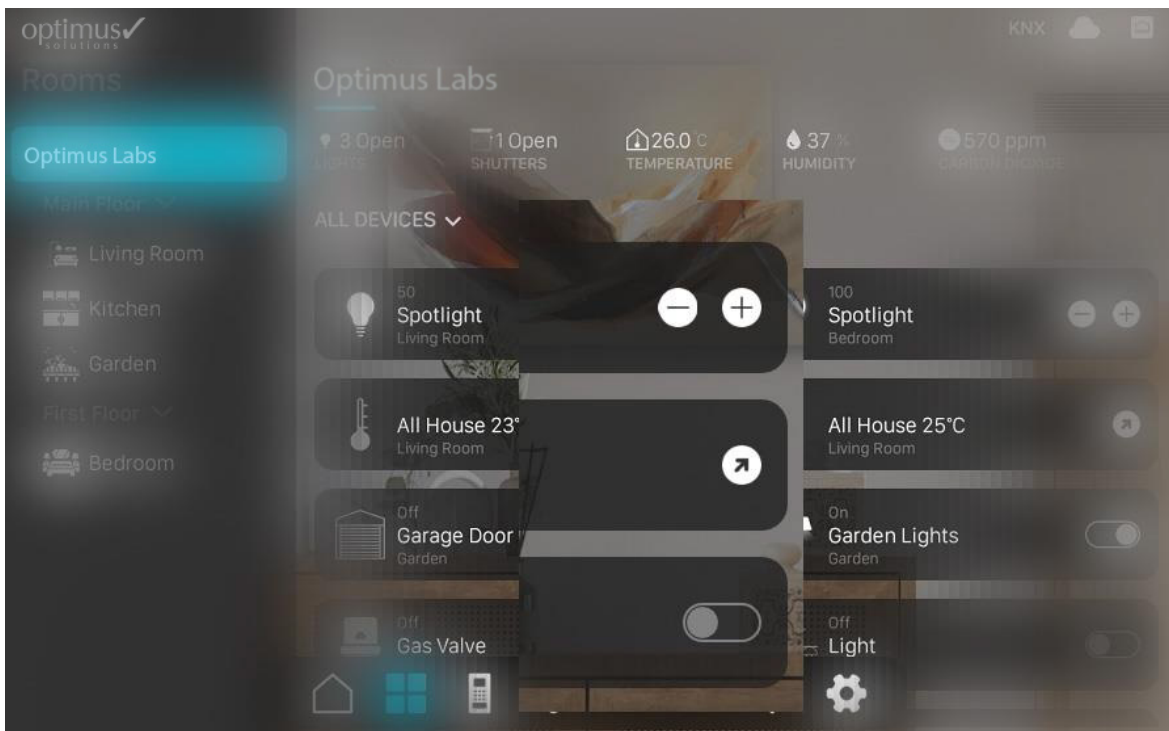 optimus
solutions
KNX
Rooms
Optimus Labs
Main Floor
Living Room
Kitchen
Garden
First Floor
Bedroom
Optimus Labs
3 Open
LIGHTS
1 Open
SHUTTERS
26.0 °C
TEMPERATURE
37 %
HUMIDITY
570 ppm
CARBON DIOXIDE
ALL DEVICES
50
Spotlight
Living Room
100
Spotlight
Bedroom
All House 23°
Living Room
All House 25°C
Living Room
Off
Garage Door
Garden
On
Garden Lights
Garden
Off
Gas Valve
Off
Light